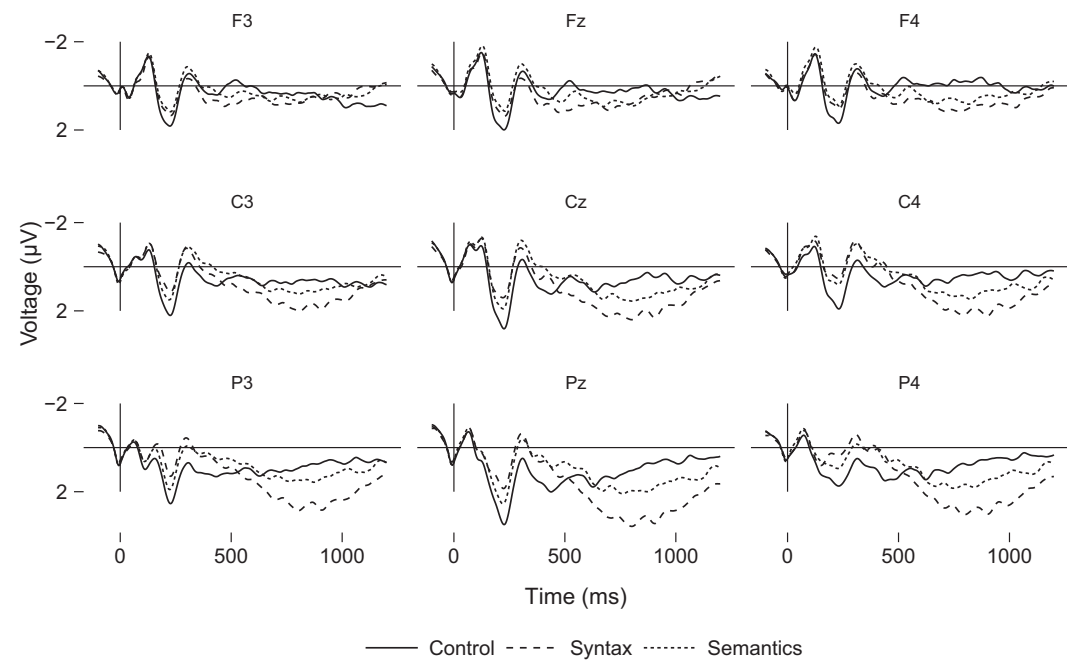 F3 Fz F4
−2
2
C3 Cz C4
−2
2
Voltage (μV)
P3 Pz P4
−2
2
0 500 1000 0 500 1000 0 500 1000
Time (ms)
Control Syntax Semantics